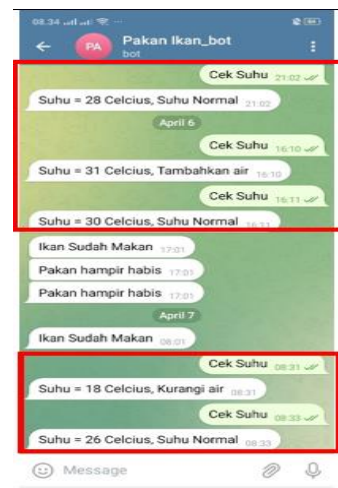 08.34
PA
Pakan Ikan_bot
bot
Cek Suhu 21:02
Suhu = 28 Celcius, Suhu Normal 21:02
April 6
Cek Suhu 16:10
Suhu = 31 Celcius, Tambahkan air 16:10
Cek Suhu 16:11
Suhu = 30 Celcius, Suhu Normal 16:11
Ikan Sudah Makan 17:01
Pakan hampir habis 17:01
Pakan hampir habis 17:01
April 7
Ikan Sudah Makan 08:01
Cek Suhu 08:31
Suhu = 18 Celcius, Kurangi air 08:31
Cek Suhu 08:33
Suhu = 26 Celcius, Suhu Normal 08:33
Message